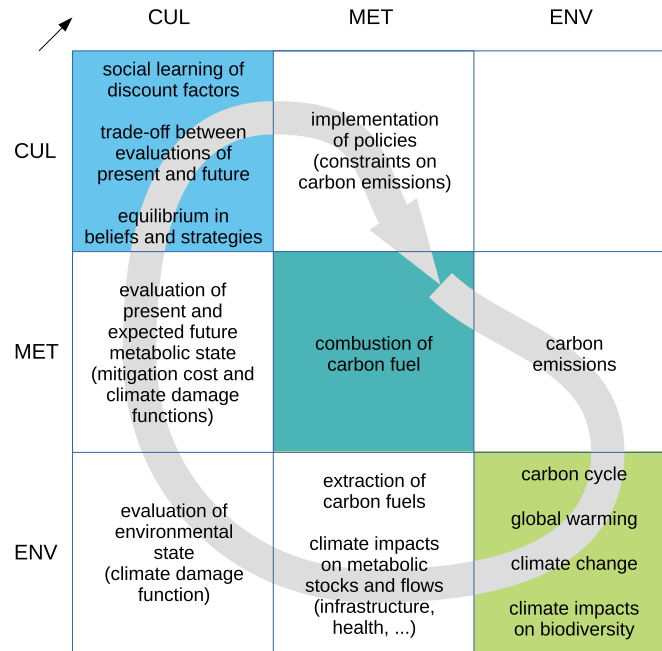 CUL MET ENV
CUL
social learning of
discount factors
trade-off between
evaluations of
present and future
equilibrium in
beliefs and strategies
implementation
of policies
(constraints on
carbon emissions)
MET
evaluation of
present and
expected future
metabolic state
(mitigation cost and
climate damage
functions)
combustion of
carbon fuel
carbon
emissions
ENV
evaluation of
environmental
state
(climate damage
function)
extraction of
carbon fuels
climate impacts
on metabolic
stocks and flows
(infrastructure,
health, ...)
carbon cycle
global warming
climate change
climate impacts
on biodiversity